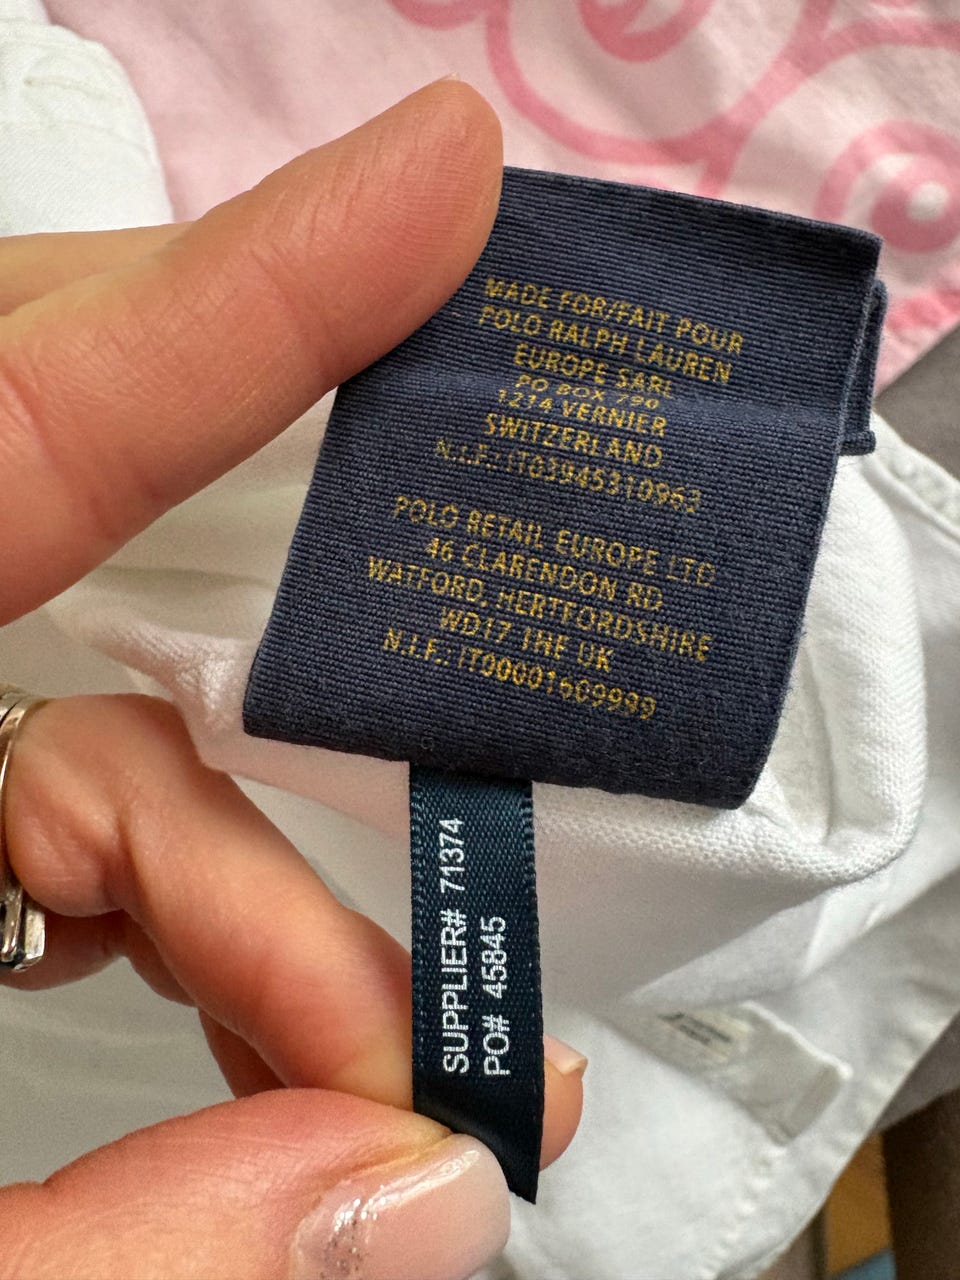 MADE FOR/FAIT POUR
POLO RALPH LAUREN
EUROPE SARL
PO BOX 790
1214 VERNIER
SWITZERLAND
N.I.F.: IT03945310963
POLO RETAIL EUROPE LTD
46 CLARENDON RD
WATFORD, HERTFORDSHIRE
WD17 1HE UK
N.I.F.: IT00001609999
SUPPLIER# 71374
PO# 45845